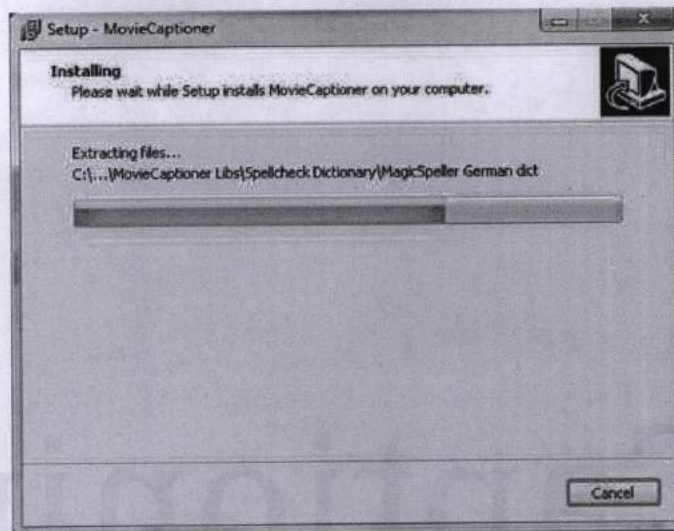 Setup - MovieCaptioner
Installing
Please wait while Setup installs MovieCaptioner on your computer.
Extracting files...
C:\...\MovieCaptioner Libs\Spellcheck Dictionary\MagicSpeller German dict
Cancel